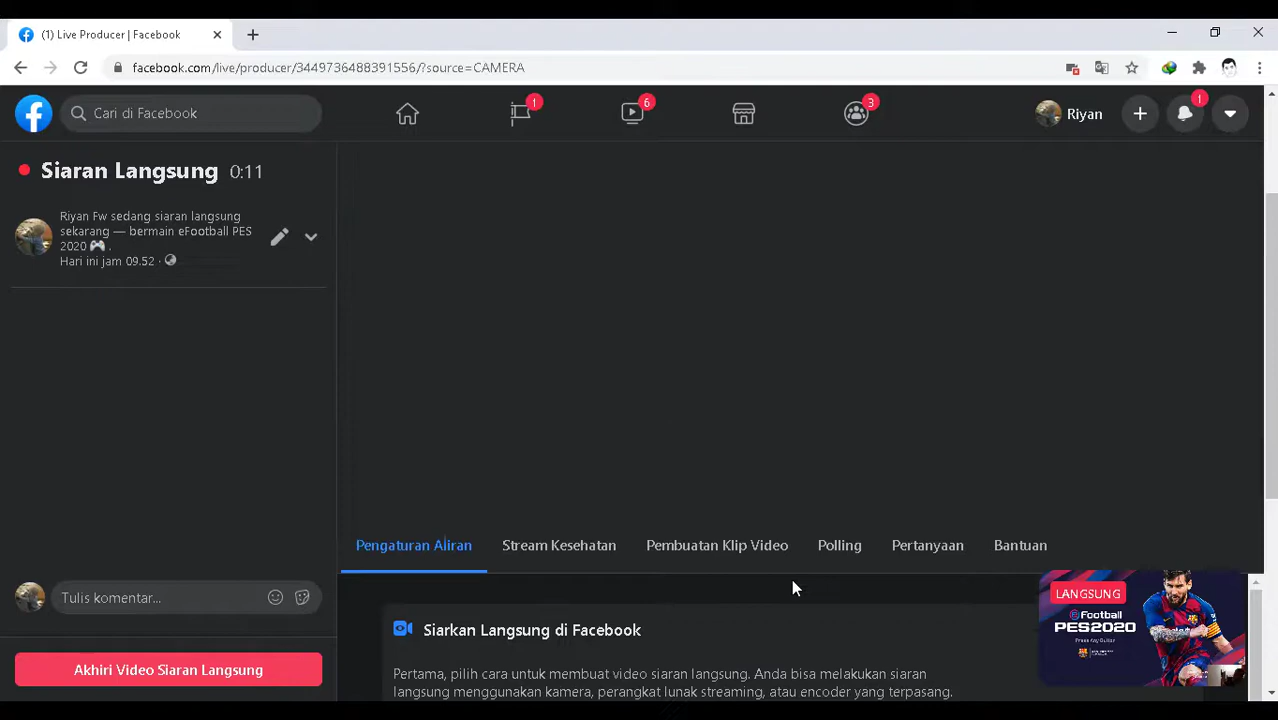 (1) Live Producer | Facebook
facebook.com/live/producer/3449736488391556/?source=CAMERA
Cari di Facebook
1
6
3
Riyan
1
Siaran Langsung 0:11
Riyan Fw sedang siaran langsung
sekarang — bermain eFootball PES
2020 🎮 .
Hari ini jam 09.52 ·
Pengaturan Aliran
Stream Kesehatan
Pembuatan Klip Video
Polling
Pertanyaan
Bantuan
Tulis komentar...
Akhiri Video Siaran Langsung
Siarkan Langsung di Facebook
Pertama, pilih cara untuk membuat video siaran langsung. Anda bisa melakukan siaran
langsung menggunakan kamera, perangkat lunak streaming, atau encoder yang terpasang.
LANGSUNG
eFootball
PES2020
Press Any Button